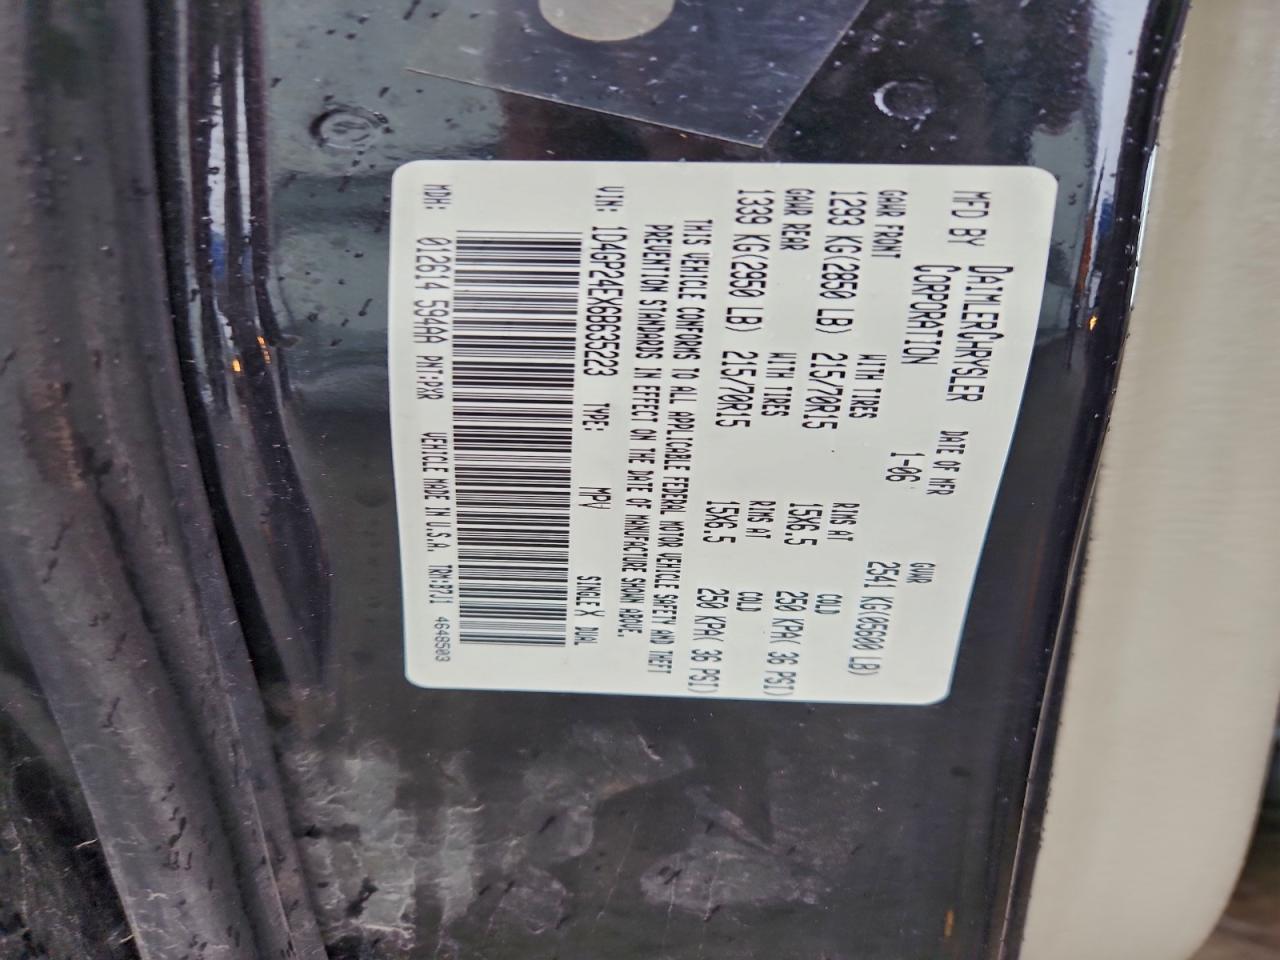 MFD BY DAIMLERCHRYSLER CORPORATION
DATE OF MFR 1-06
GVWR 2541 KG(05600 LB)
GAWR FRONT WITH TIRES RIMS AT COLD
1293 KG(2850 LB) 215/70R15 15X6.5 250 KPA( 36 PSI)
GAWR REAR WITH TIRES RIMS AT COLD
1339 KG(2950 LB) 215/70R15 15X6.5 250 KPA( 36 PSI)
THIS VEHICLE CONFORMS TO ALL APPLICABLE FEDERAL MOTOR VEHICLE SAFETY AND THEFT
PREVENTION STANDARDS IN EFFECT ON THE DATE OF MANUFACTURE SHOWN ABOVE.
VIN: 1D4GP24EX6B635223 TYPE: MPV SINGLE X DUAL
MDH: 012614 594AA PNT:PXR VEHICLE MADE IN U.S.A. TRM:B7J1 4648503